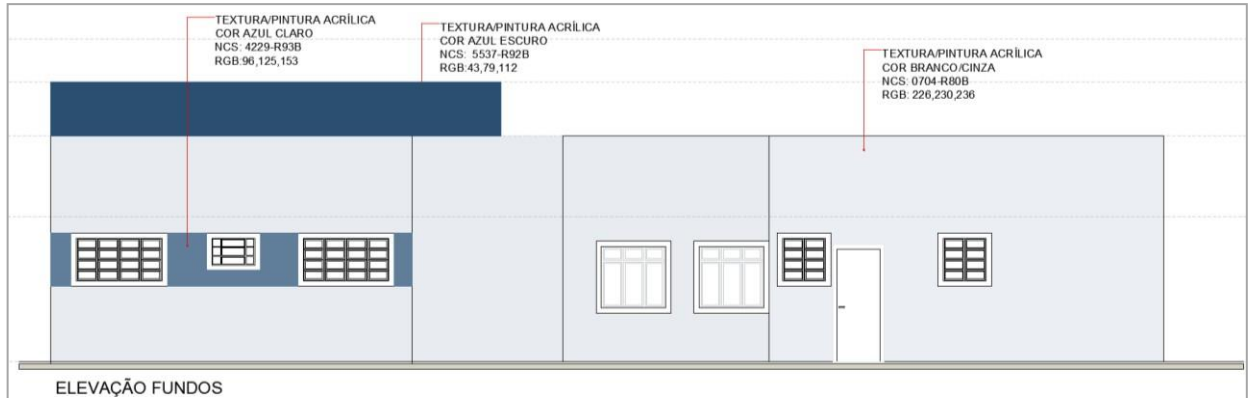 TEXTURA/PINTURA ACRÍLICA
COR AZUL CLARO
NCS: 4229-R93B
RGB:96,125,153
TEXTURA/PINTURA ACRÍLICA
COR AZUL ESCURO
NCS: 5537-R92B
RGB:43,79,112
TEXTURA/PINTURA ACRÍLICA
COR BRANCO/CINZA
NCS: 0704-R80B
RGB: 226,230,236
ELEVAÇÃO FUNDOS